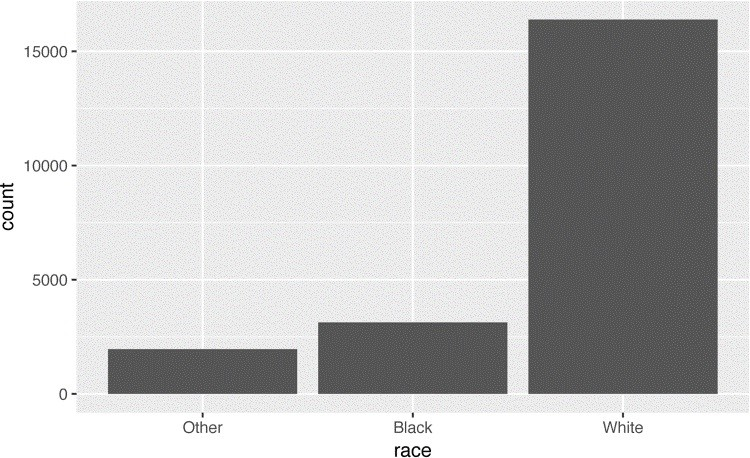 15000
10000
count
5000
0
Other Black White
race